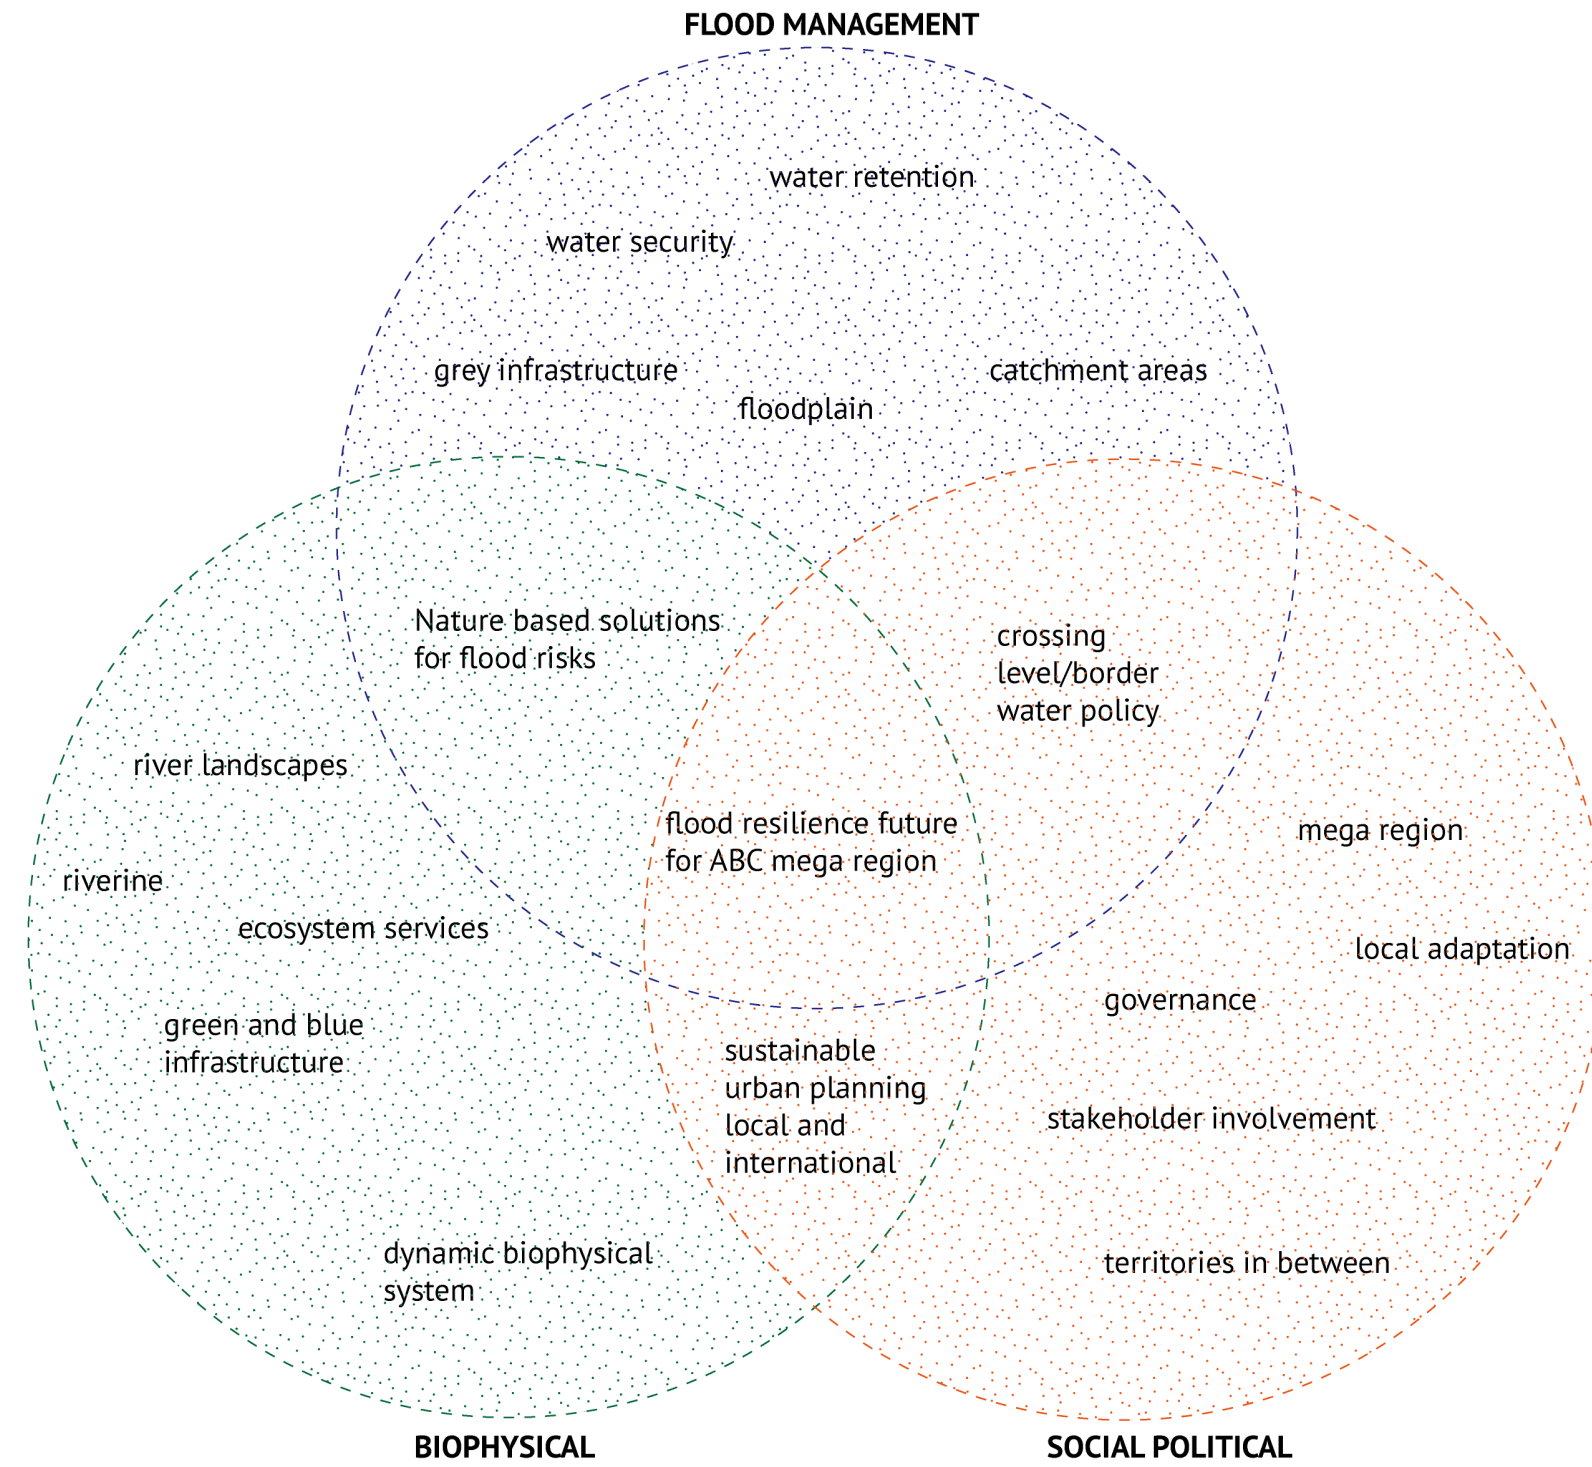 FLOOD MANAGEMENT
water retention
water security
grey infrastructure
catchment areas
floodplain
Nature based solutions
for flood risks
crossing
level/border
water policy
river landscapes
flood resilience future
for ABC mega region
mega region
riverine
ecosystem services
local adaptation
governance
green and blue
infrastructure
sustainable
urban planning
local and
international
stakeholder involvement
dynamic biophysical
system
territories in between
BIOPHYSICAL
SOCIAL POLITICAL